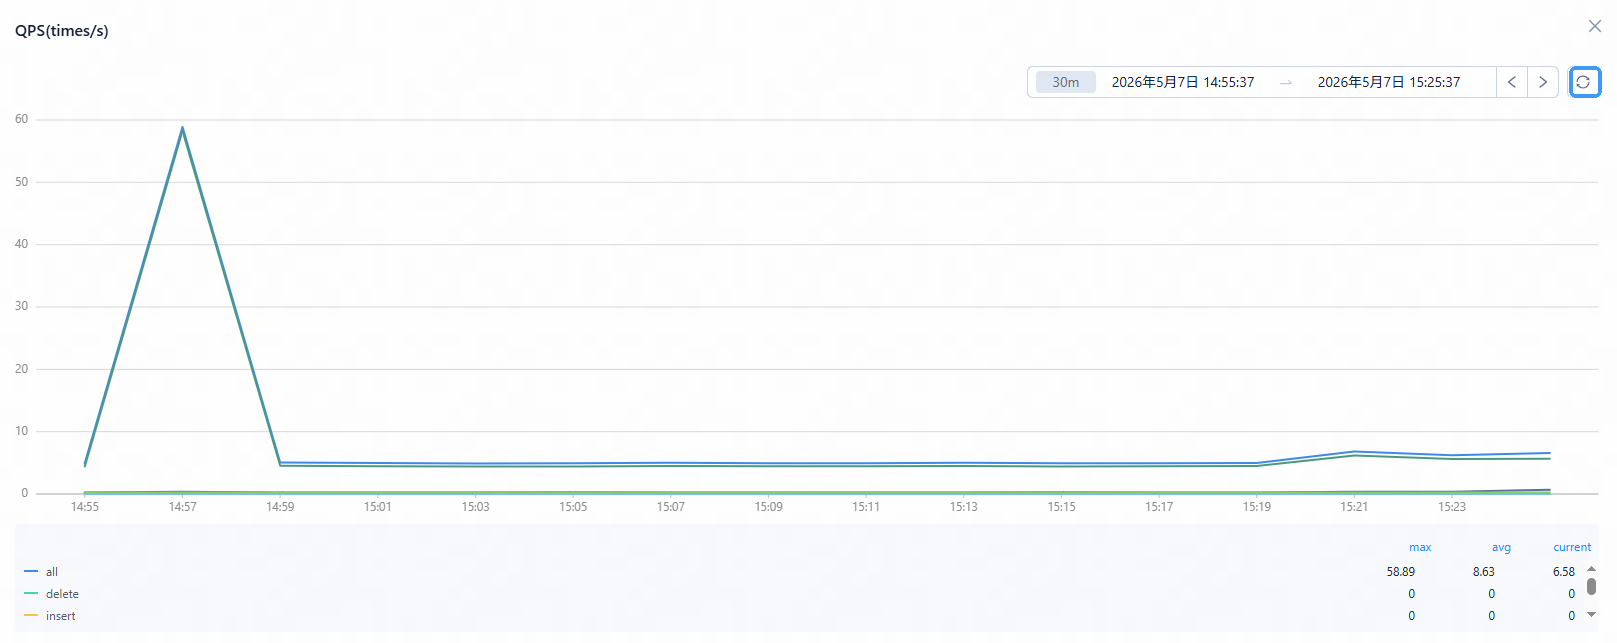 QPS(times/s)
30m 2026年5月7日 14:55:37 → 2026年5月7日 15:25:37
60
50
40
30
20
10
0
14:55 14:57 14:59 15:01 15:03 15:05 15:07 15:09 15:11 15:13 15:15 15:17 15:19 15:21 15:23
max avg current
all 58.89 8.63 6.58
delete 0 0 0
insert 0 0 0